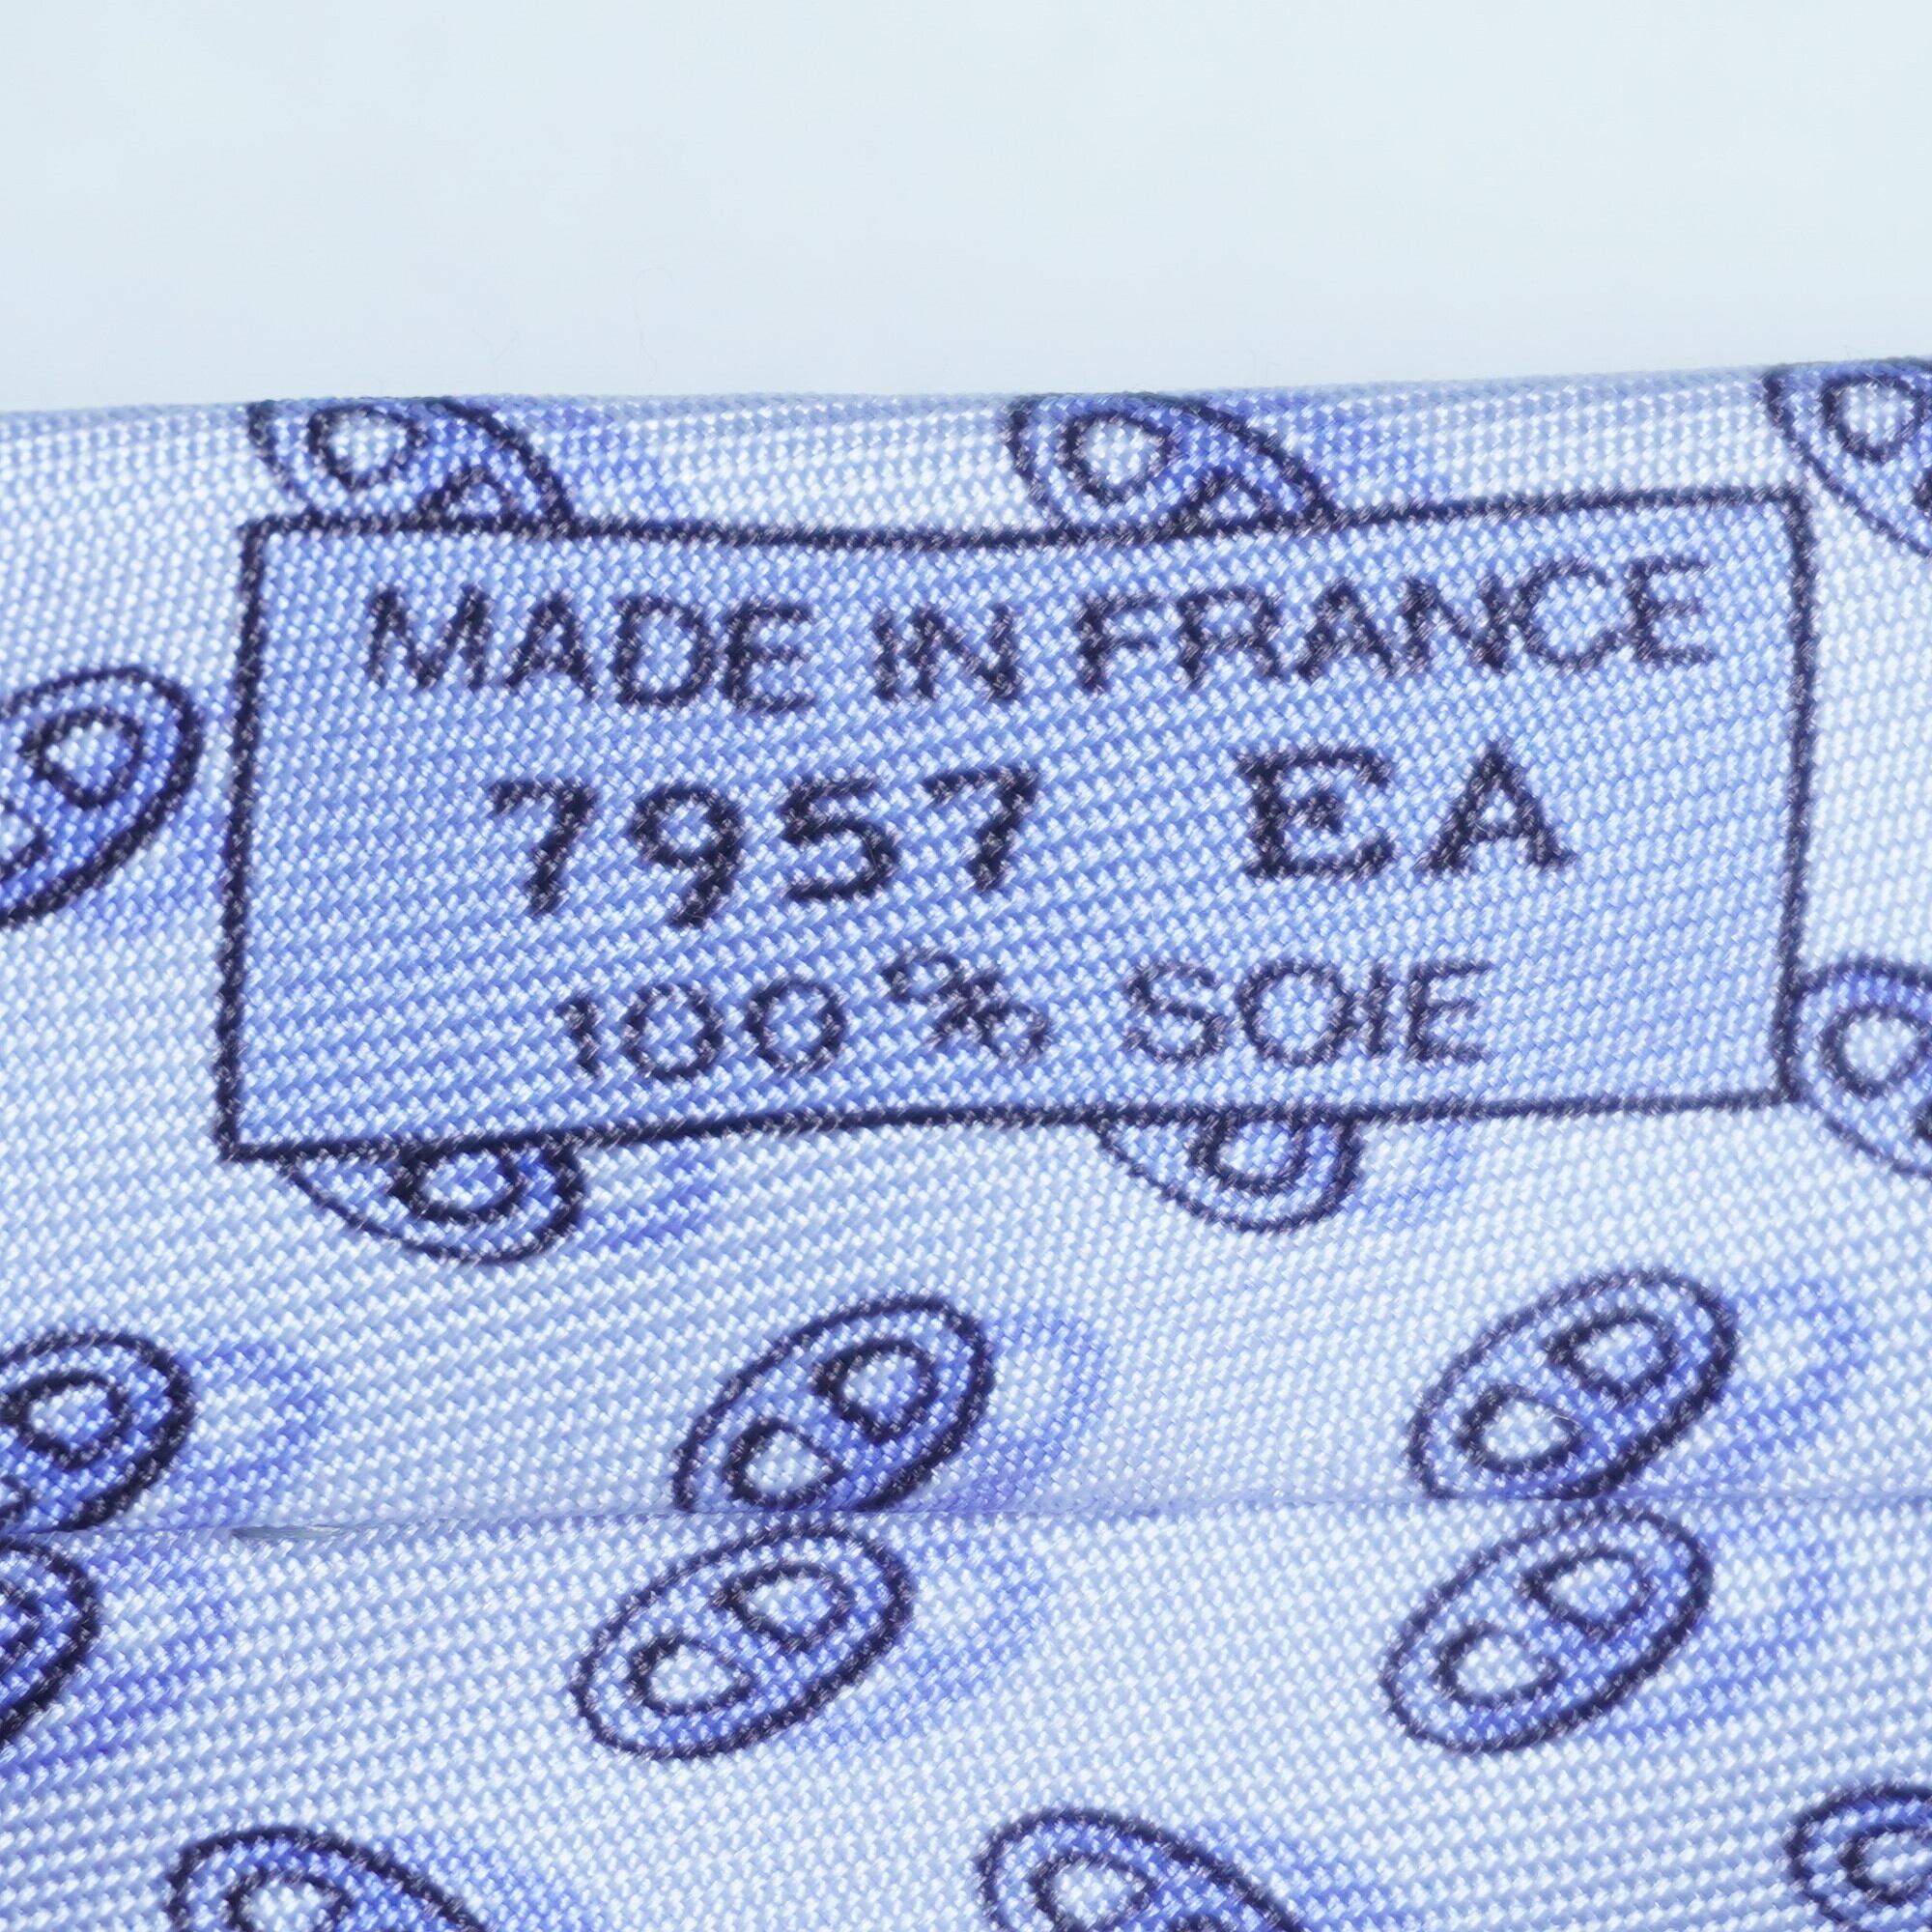 MADE IN FRANCE
7957 EA
100% SOIE